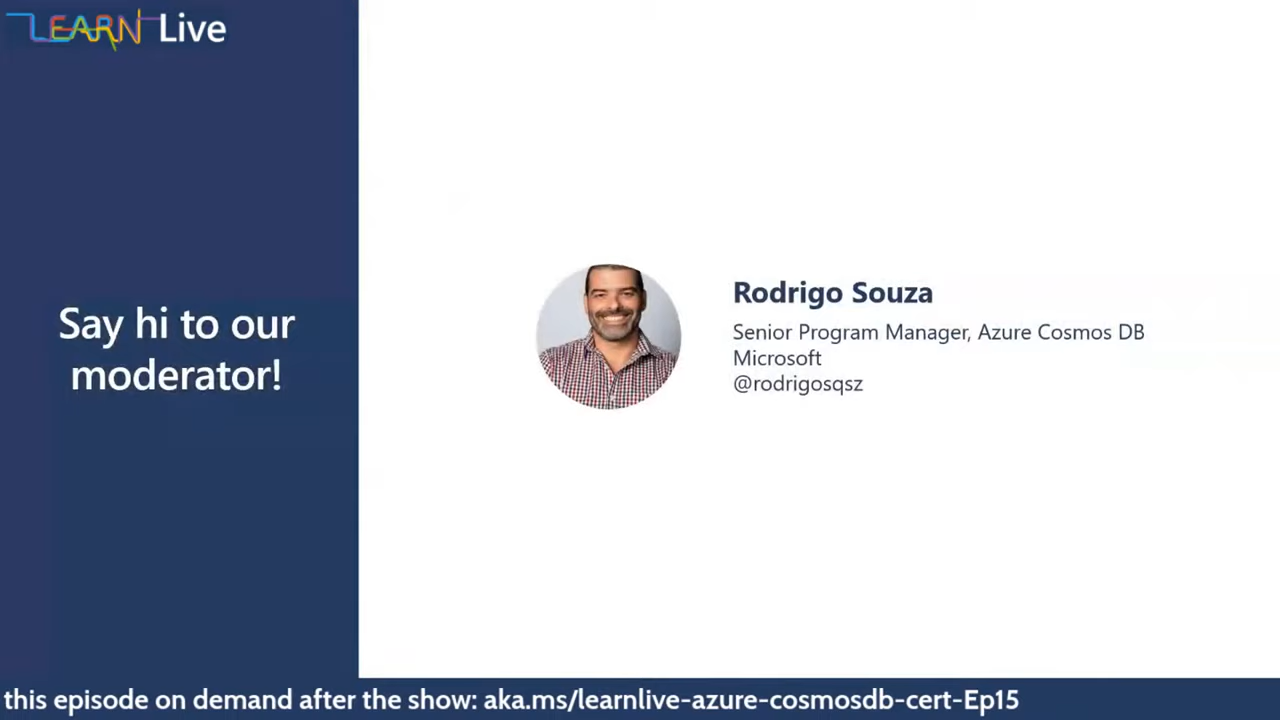 LEARN Live
Say hi to our
moderator!
Rodrigo Souza
Senior Program Manager, Azure Cosmos DB
Microsoft
@rodrigosqsz
this episode on demand after the show: aka.ms/learnlive-azure-cosmosdb-cert-Ep15